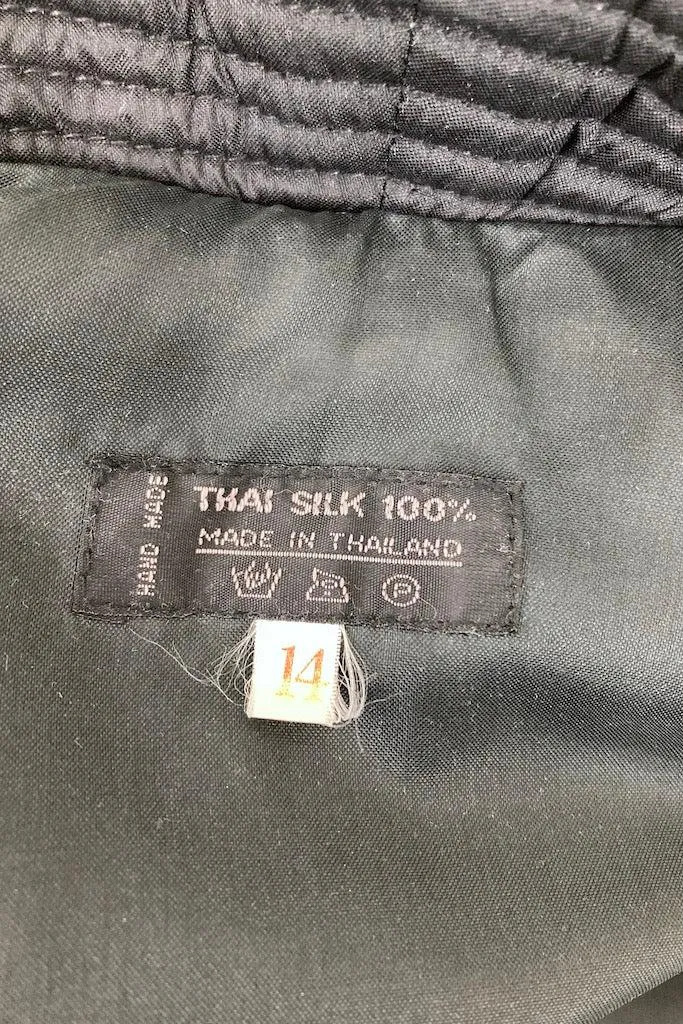 HAND MADE
THAI SILK 100%
MADE IN THAILAND
P
14